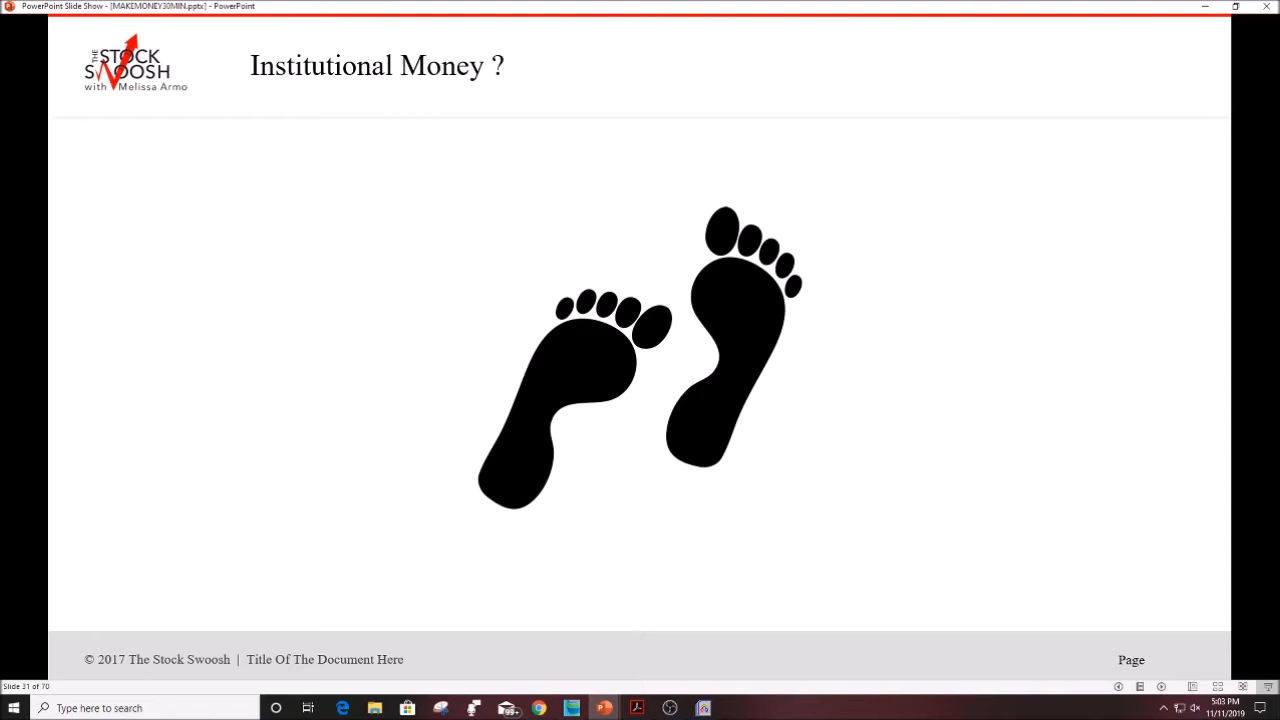 PowerPoint Slide Show - [MAKEMONEY30MIN.pptx] - PowerPoint
THE STOCK
SWOOSH
with Melissa Armo
Institutional Money ?
© 2017 The Stock Swoosh | Title Of The Document Here
Page
Slide 31 of 70
Type here to search
99+
5:03 PM
11/11/2019